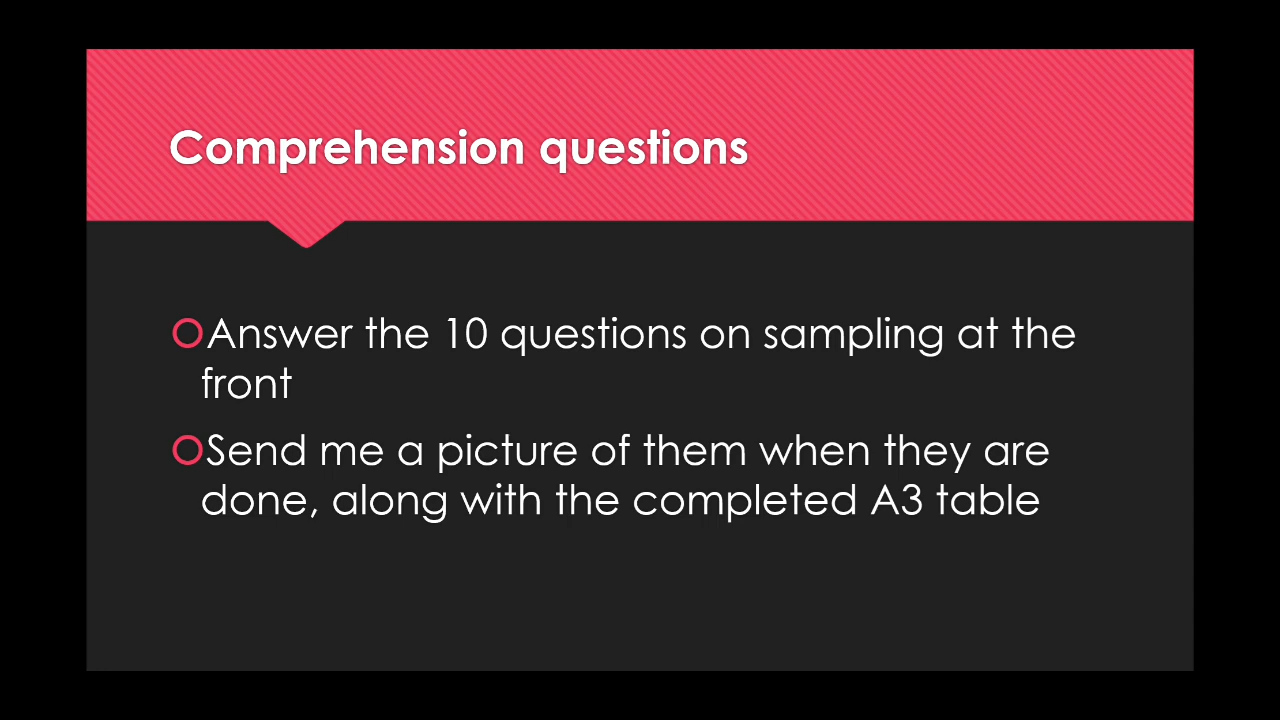 Comprehension questions
Answer the 10 questions on sampling at the
front
Send me a picture of them when they are
done, along with the completed A3 table